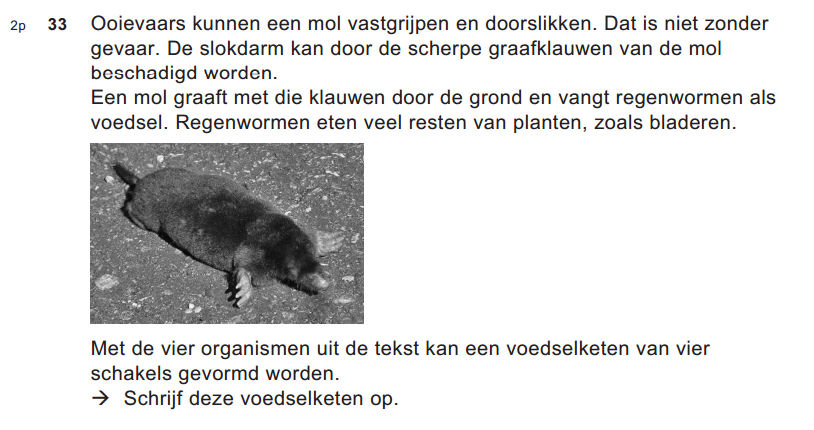 2p 33 Ooievaars kunnen een mol vastgrijpen en doorslikken. Dat is niet zonder
gevaar. De slokdarm kan door de scherpe graafklauwen van de mol
beschadigd worden.
Een mol graaft met die klauwen door de grond en vangt regenwormen als
voedsel. Regenwormen eten veel resten van planten, zoals bladeren.
Met de vier organismen uit de tekst kan een voedselketen van vier
schakels gevormd worden.
→ Schrijf deze voedselketen op.